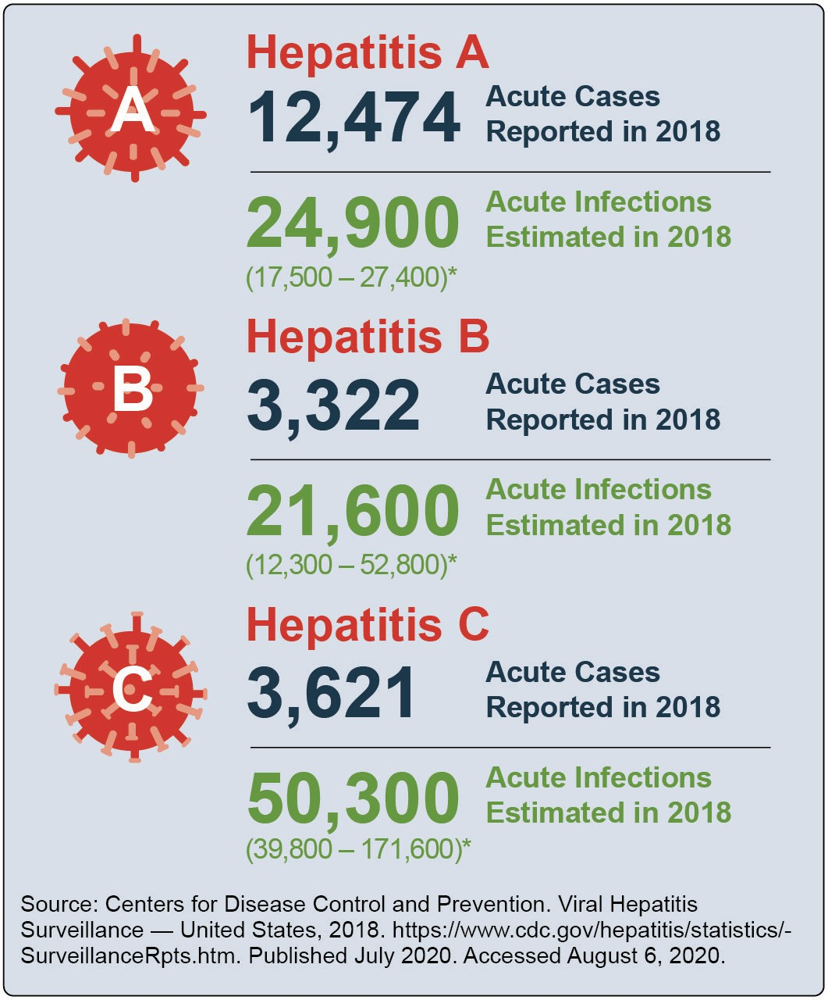 A
Hepatitis A
12,474
Acute Cases
Reported in 2018
24,900
Acute Infections
Estimated in 2018
(17,500 – 27,400)*
B
Hepatitis B
3,322
Acute Cases
Reported in 2018
21,600
Acute Infections
Estimated in 2018
(12,300 – 52,800)*
C
Hepatitis C
3,621
Acute Cases
Reported in 2018
50,300
Acute Infections
Estimated in 2018
(39,800 – 171,600)*
Source: Centers for Disease Control and Prevention. Viral Hepatitis
Surveillance — United States, 2018. https://www.cdc.gov/hepatitis/statistics/-
SurveillanceRpts.htm. Published July 2020. Accessed August 6, 2020.